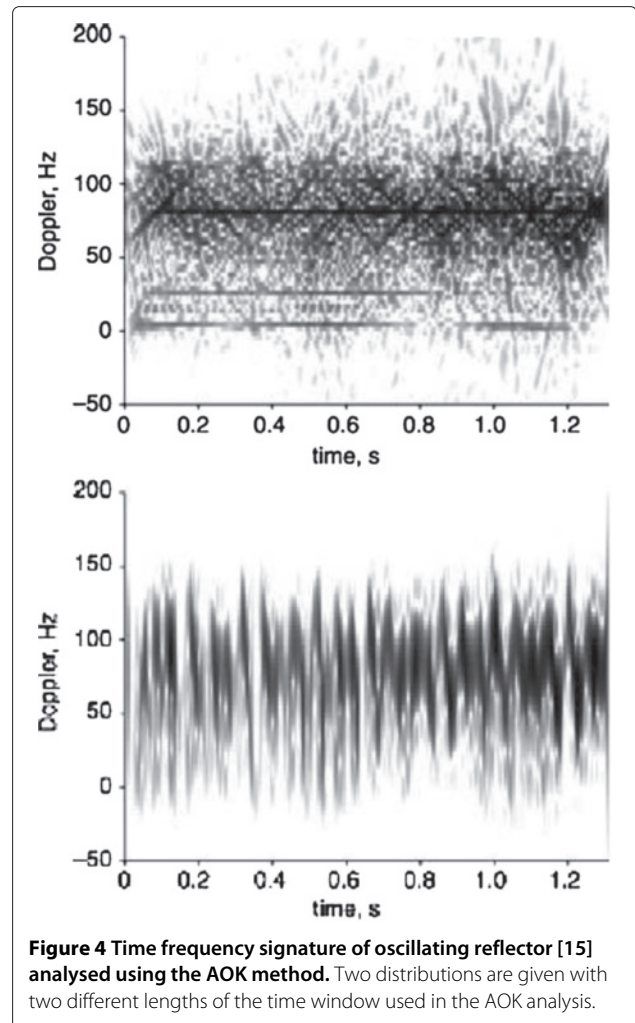 200
150
100
50
0
−50
Doppler, Hz
0 0.2 0.4 0.6 0.8 1.0 1.2
time, s
200
150
100
50
0
−50
Doppler, Hz
0 0.2 0.4 0.6 0.8 1.0 1.2
time, s
Figure 4 Time frequency signature of oscillating reflector [15]
analysed using the AOK method. Two distributions are given with
two different lengths of the time window used in the AOK analysis.